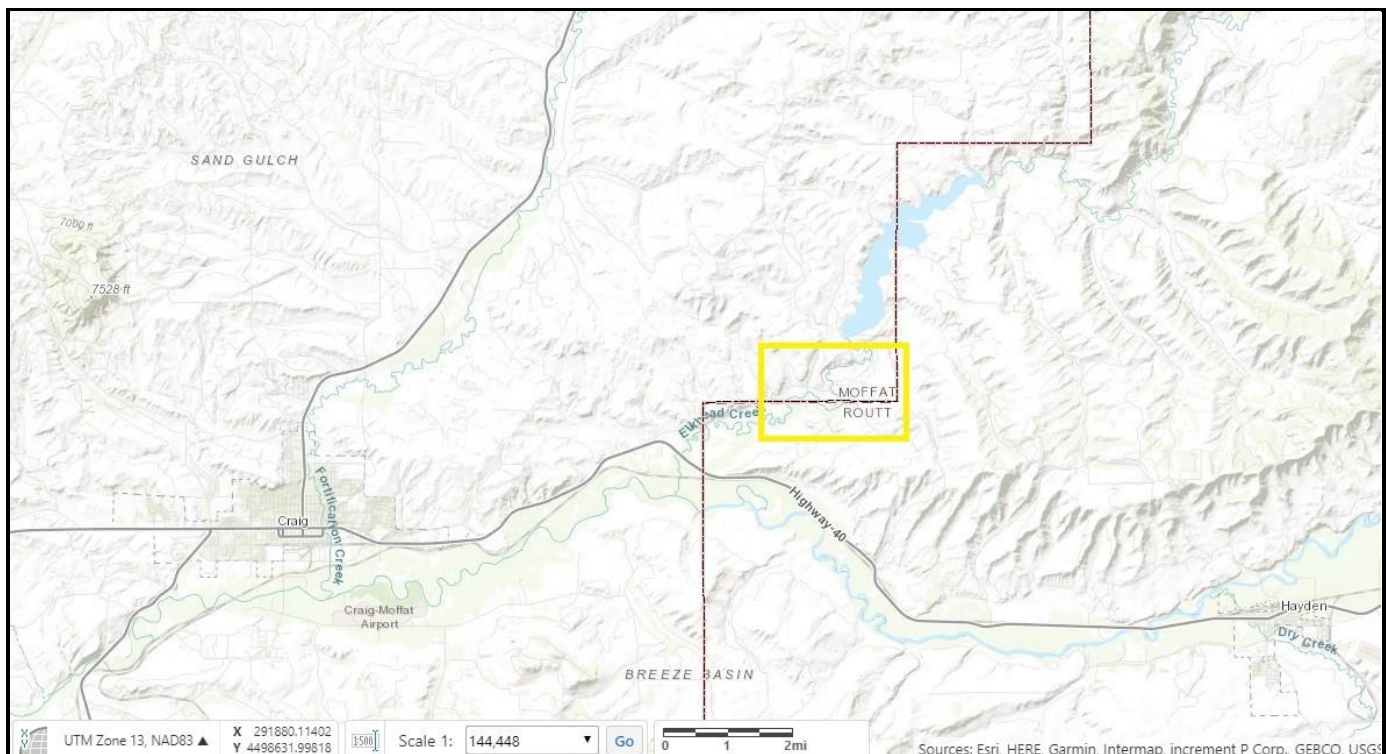 SAND GULCH
7000 ft
7528 ft
MOFFAT
ROUTT
Elkhead Creek
Highway-40
Fortification Creek
Craig
Craig-Moffat
Airport
Hayden
Dry Creek
BREEZE BASIN
UTM Zone 13, NAD83 ▲
X 291880.11402
Y 4498631.99818
1:500
Scale 1: 144,448 ▼ Go
0 1 2mi
Sources: Esri, HERE, Garmin, Intermap, increment P Corp., GEBCO, USGS